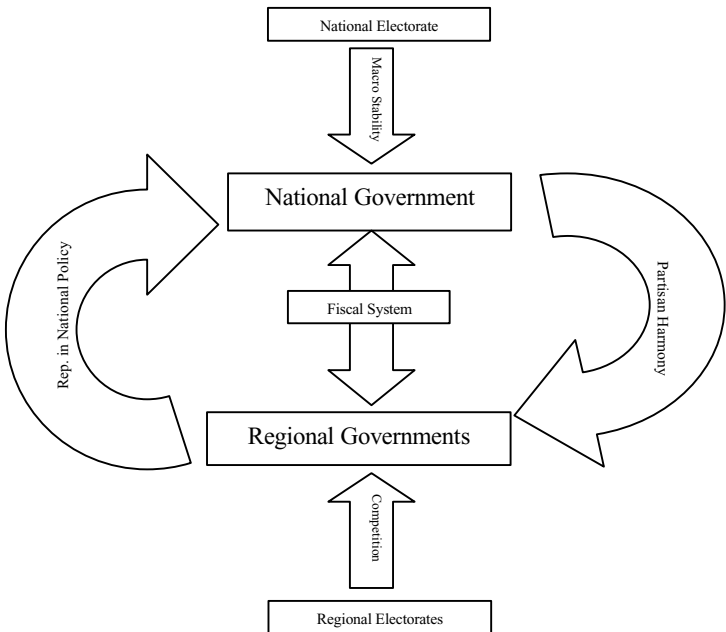 National Electorate
Macro Stability
National Government
Rep. in National Policy
Fiscal System
Partisan Harmony
Regional Governments
Competition
Regional Electorates